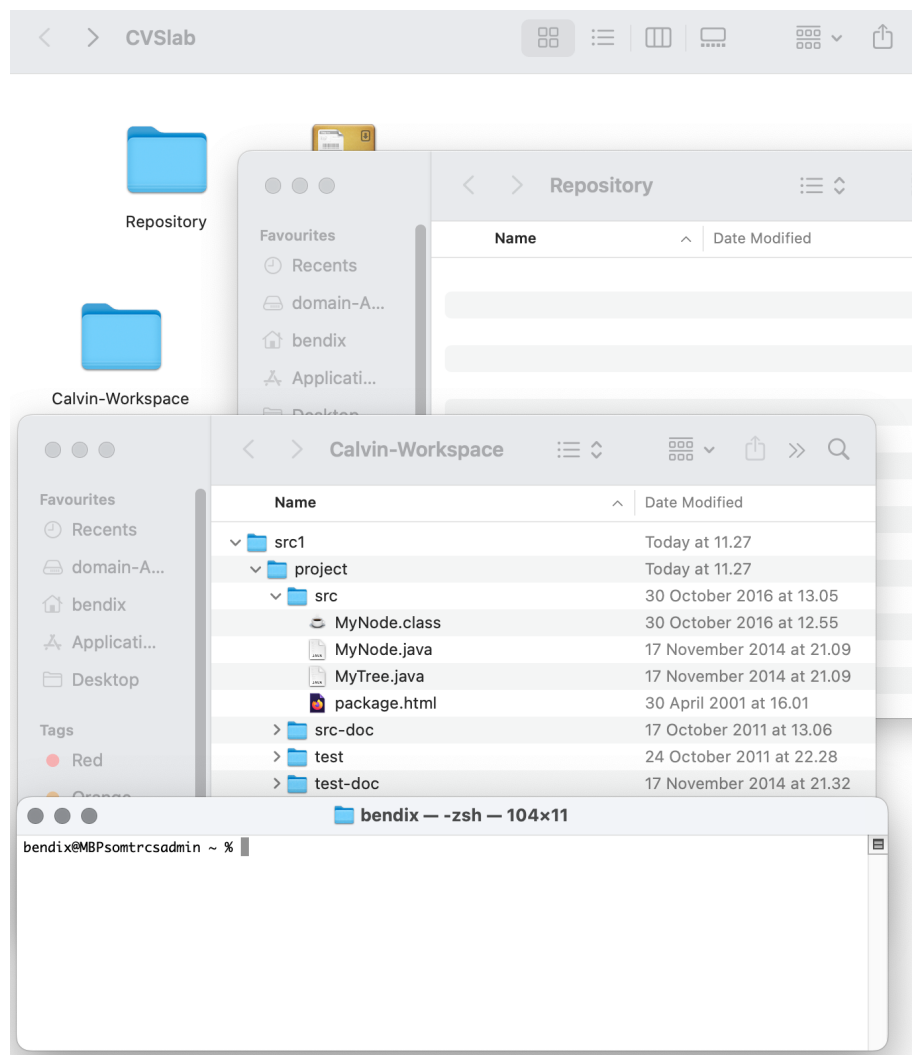 CVSlab
Repository
Calvin-Workspace
Repository
Favourites
Recents
domain-A...
bendix
Applicati...
Desktop
Name
Date Modified
Calvin-Workspace
Favourites
Recents
domain-A...
bendix
Applicati...
Desktop
Tags
Red
Orange
Name Date Modified
src1 Today at 11.27
project Today at 11.27
src 30 October 2016 at 13.05
MyNode.class 30 October 2016 at 12.55
MyNode.java 17 November 2014 at 21.09
MyTree.java 17 November 2014 at 21.09
package.html 30 April 2001 at 16.01
src-doc 17 October 2011 at 13.06
test 24 October 2011 at 22.28
test-doc 17 November 2014 at 21.32
bendix — -zsh — 104×11
bendix@MBPsomtrcsadmin ~ %